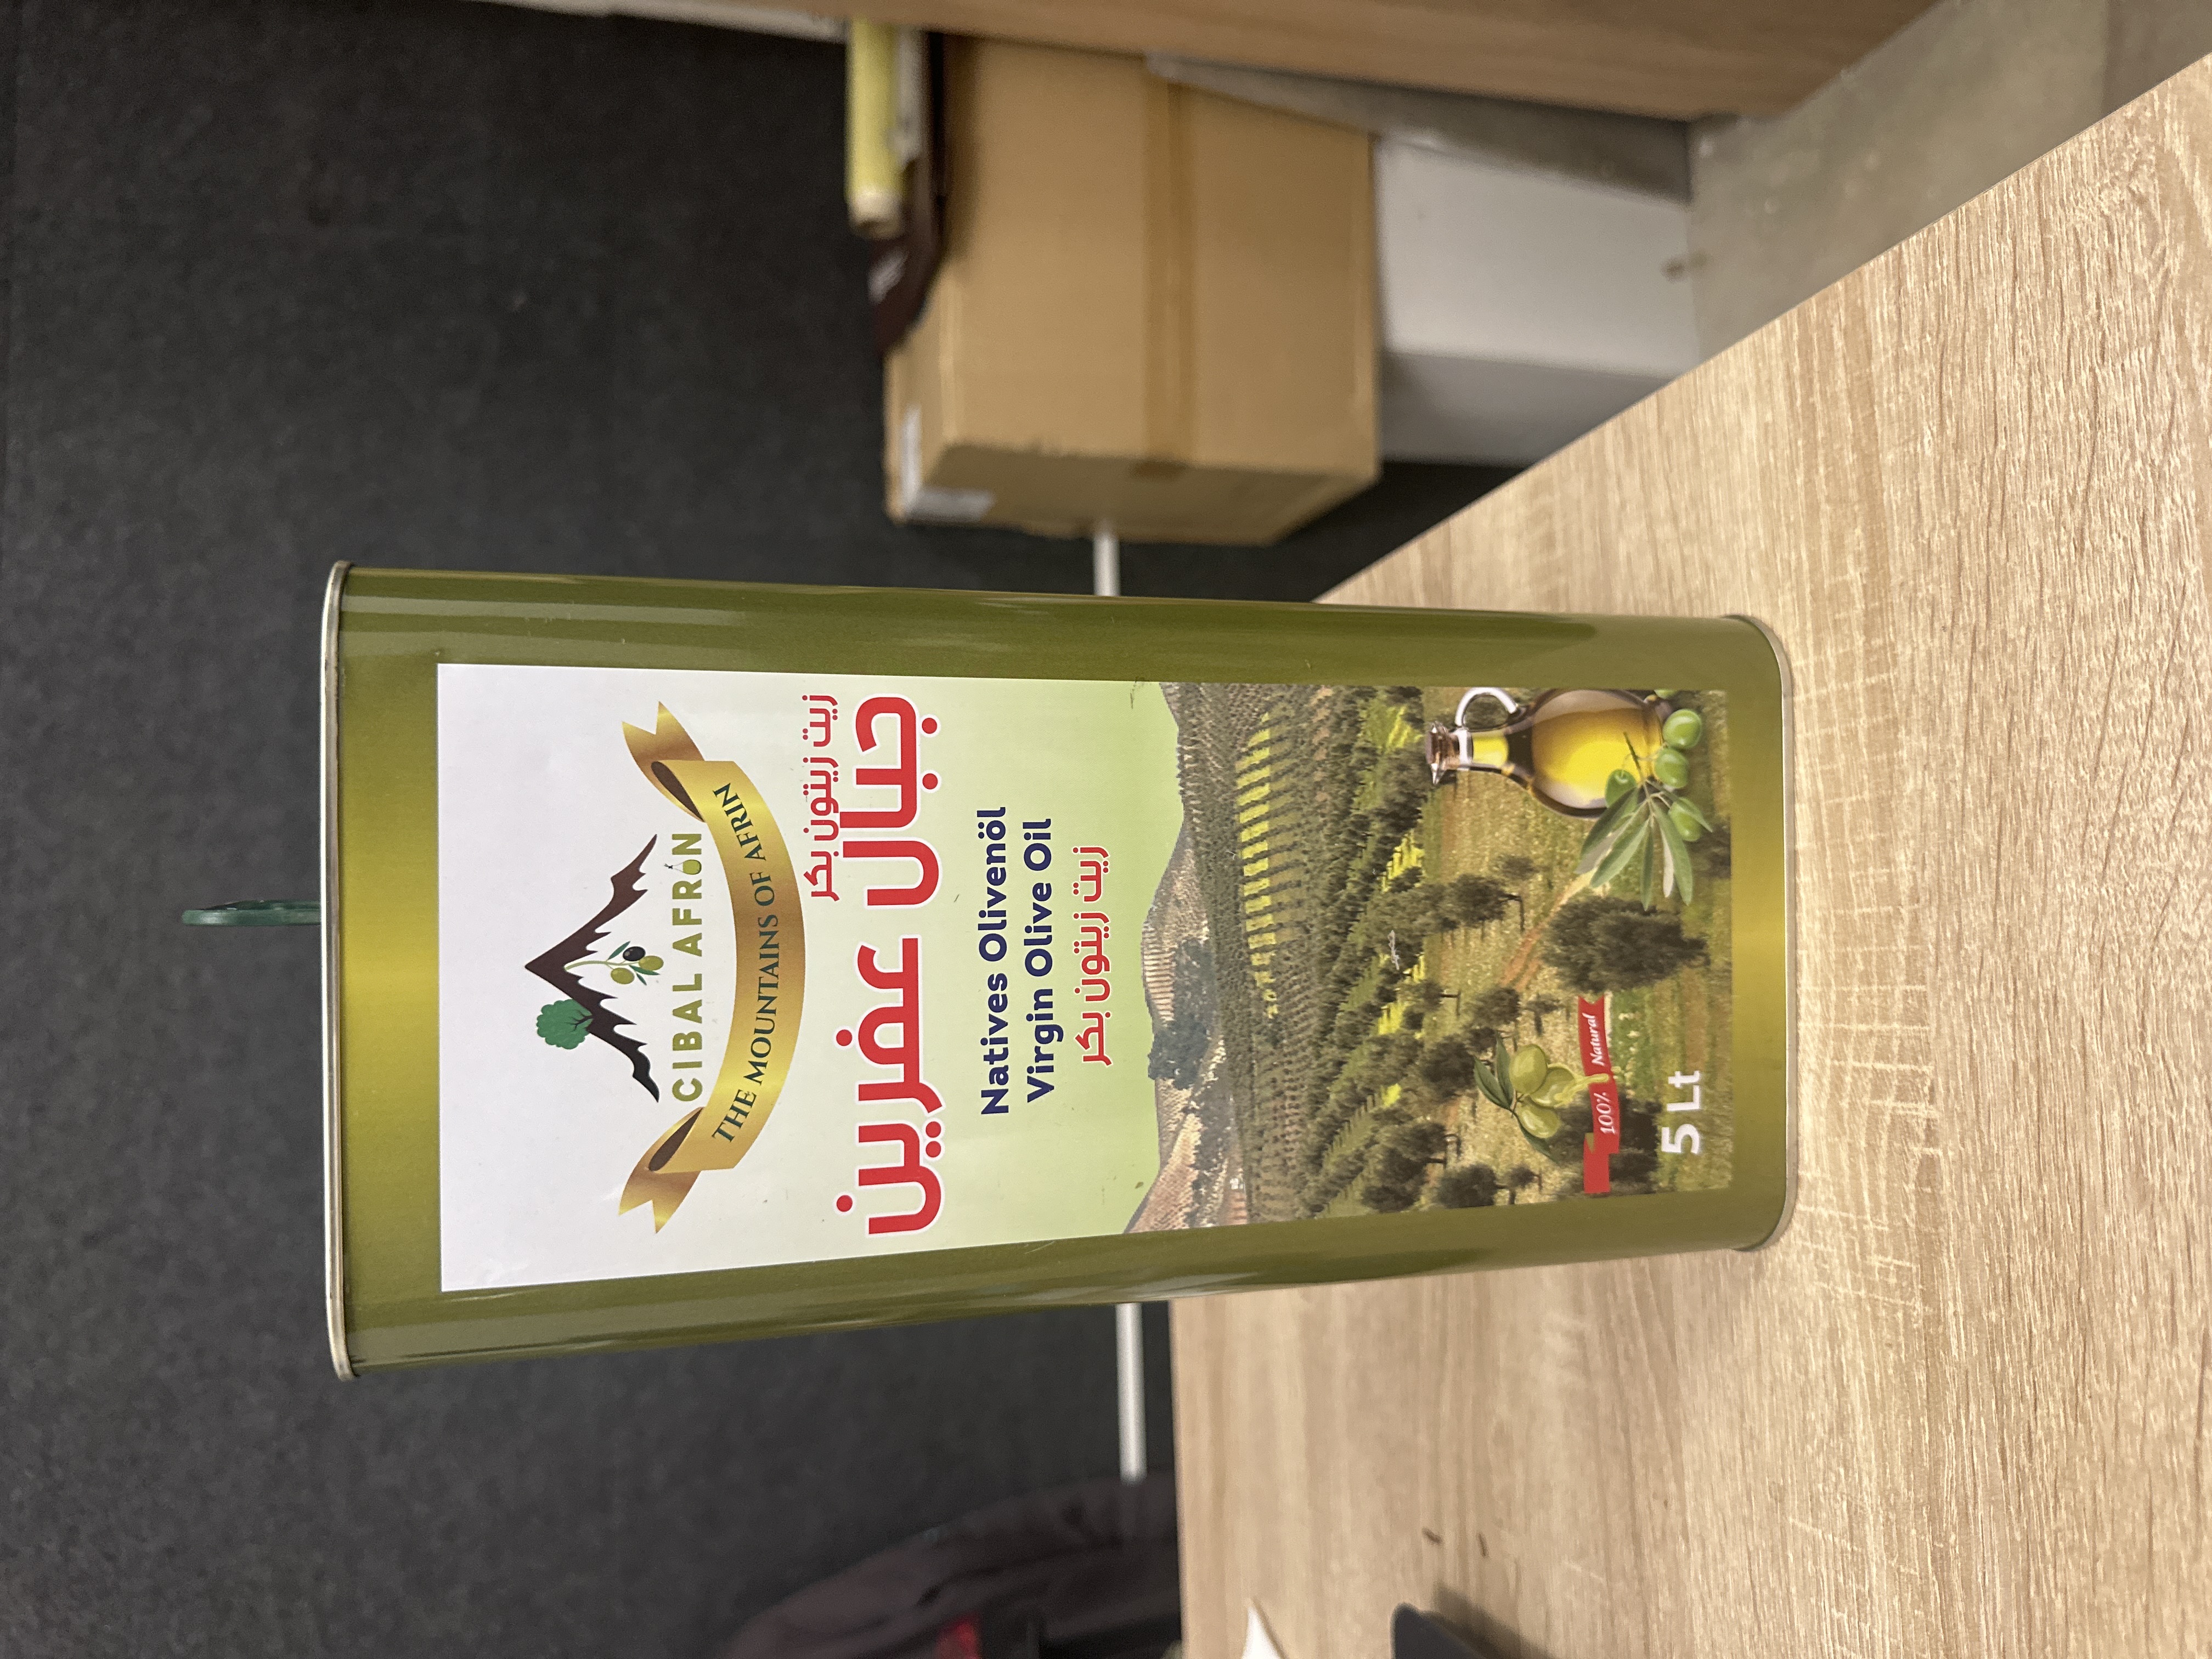 CIBAL AFRIN
THE MOUNTAINS OF AFRIN
زيت زيتون بكر
جبال عفرين
Natives Olivenöl
Virgin Olive Oil
زيت زيتون بكر
100% Natural
5 Lt